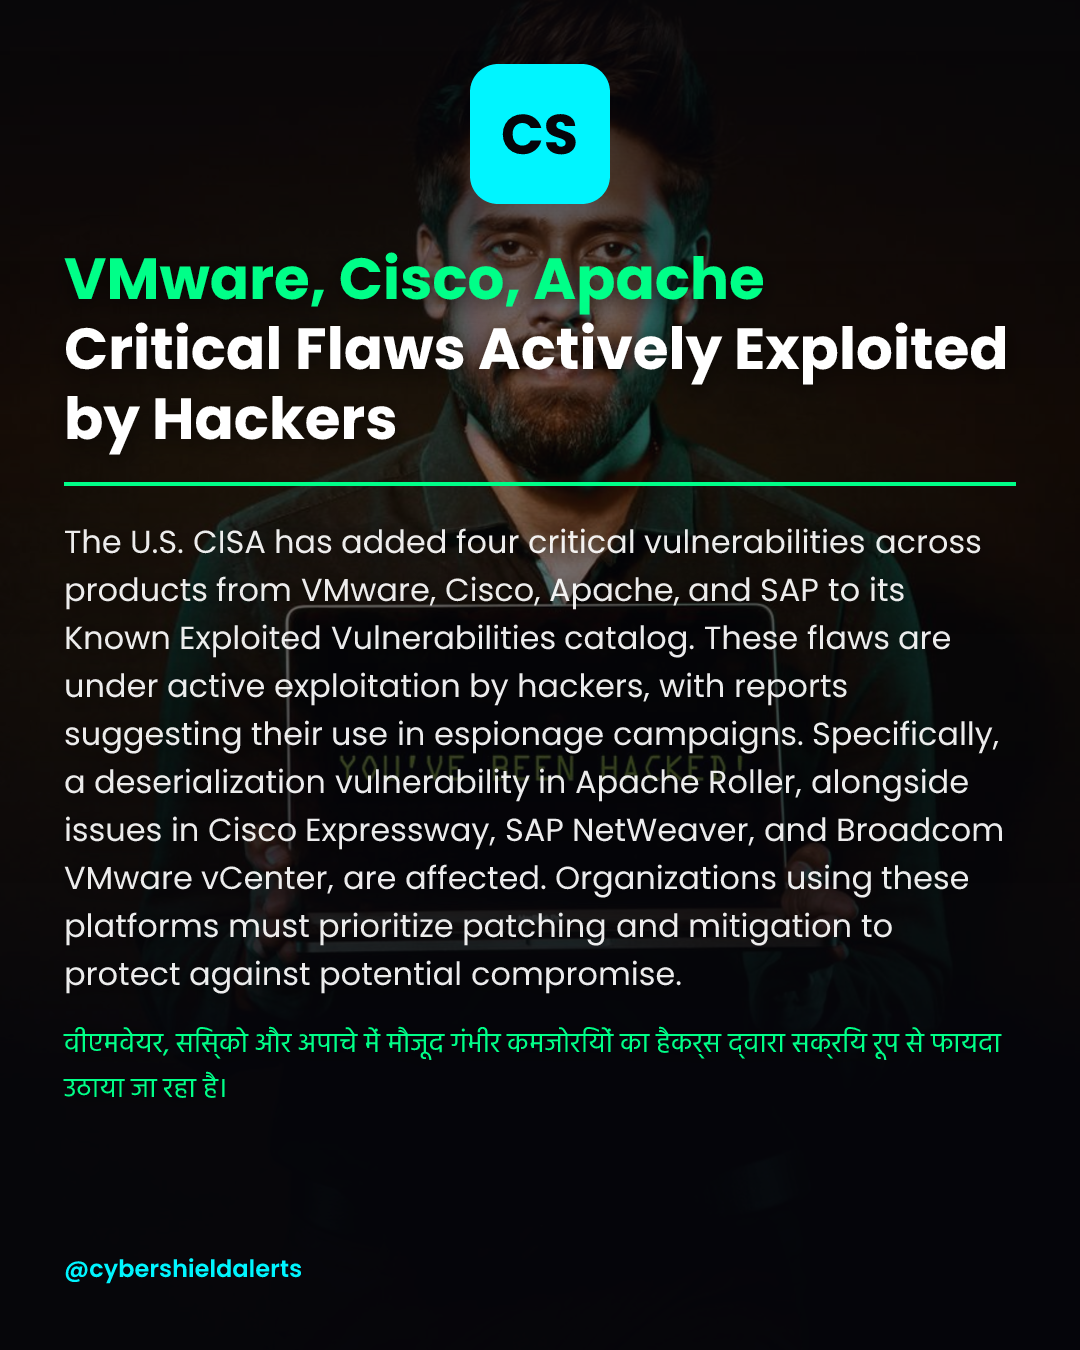 CS
VMware, Cisco, Apache
Critical Flaws Actively Exploited
by Hackers
The U.S. CISA has added four critical vulnerabilities across
products from VMware, Cisco, Apache, and SAP to its
Known Exploited Vulnerabilities catalog. These flaws are
under active exploitation by hackers, with reports
suggesting their use in espionage campaigns. Specifically,
YOU'VE BEEN HACKED!
a deserialization vulnerability in Apache Roller, alongside
issues in Cisco Expressway, SAP NetWeaver, and Broadcom
VMware vCenter, are affected. Organizations using these
platforms must prioritize patching and mitigation to
protect against potential compromise.
वीएमवेयर, सिस्को और अपाचे में मौजूद गंभीर कमजोरियों का हैकर्स द्वारा सक्रिय रूप से फायदा
उठाया जा रहा है।
@cybershieldalerts